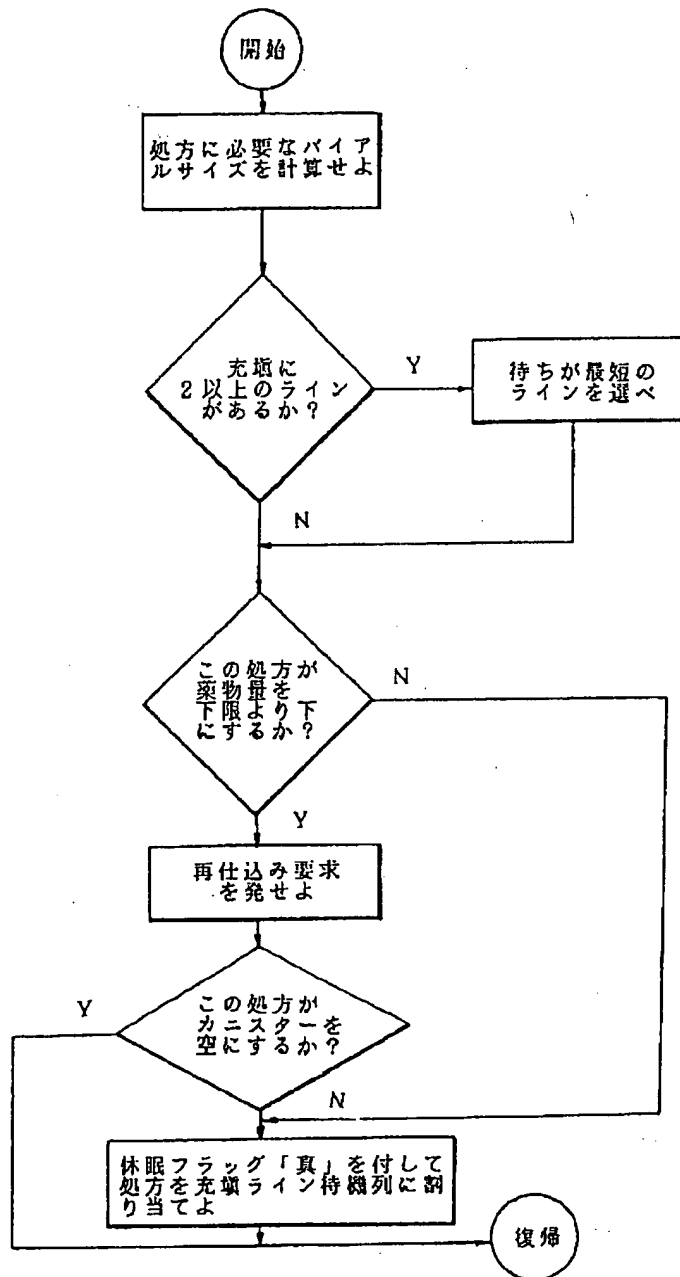 開始
処方に必要なバイア
ルサイズを計算せよ
充塡に
2以上のライン
があるか?
Y
待ちが最短の
ラインを選べ
N
この処方が
薬物量を
下限より下
にするか?
N
Y
再仕込み要求
を発せよ
この処方が
カニスターを
空にするか?
Y
N
休眠フラッグ「真」を付して
処方を充塡ライン待機列に割
り当てよ
復帰